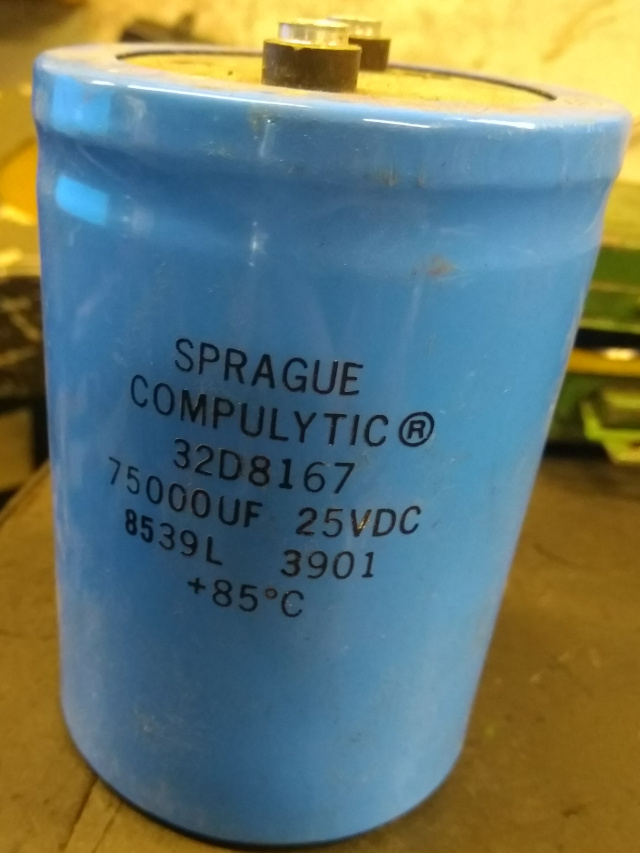 SPRAGUE
COMPULYTIC®
32D8167
75000UF 25VDC
8539L 3901
+85°C